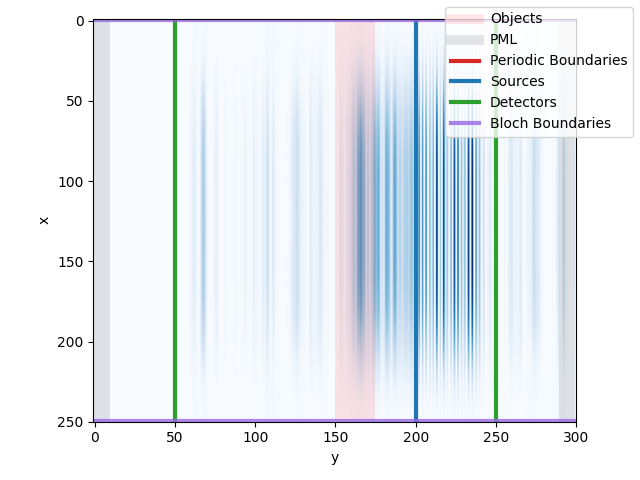 Objects
PML
Periodic Boundaries
Sources
Detectors
Bloch Boundaries
0
50
100
150
200
250
x
0 50 100 150 200 250 300
y